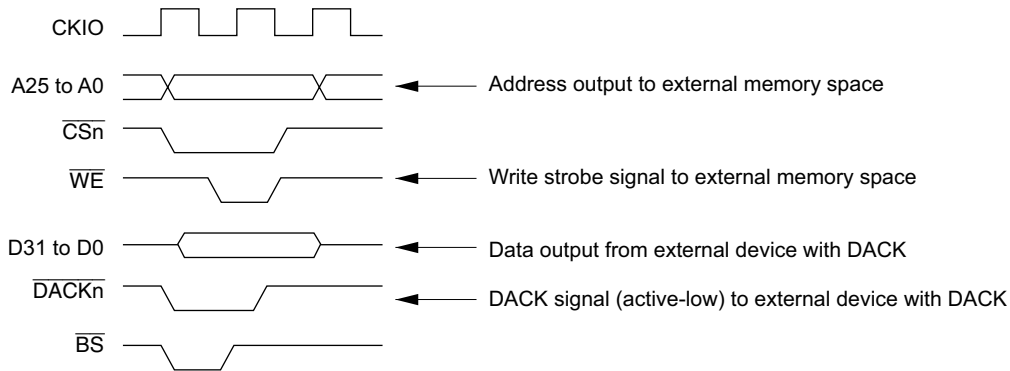 CKIO
A25 to A0 Address output to external memory space
CSn
WE Write strobe signal to external memory space
D31 to D0 Data output from external device with DACK
DACKn DACK signal (active-low) to external device with DACK
BS